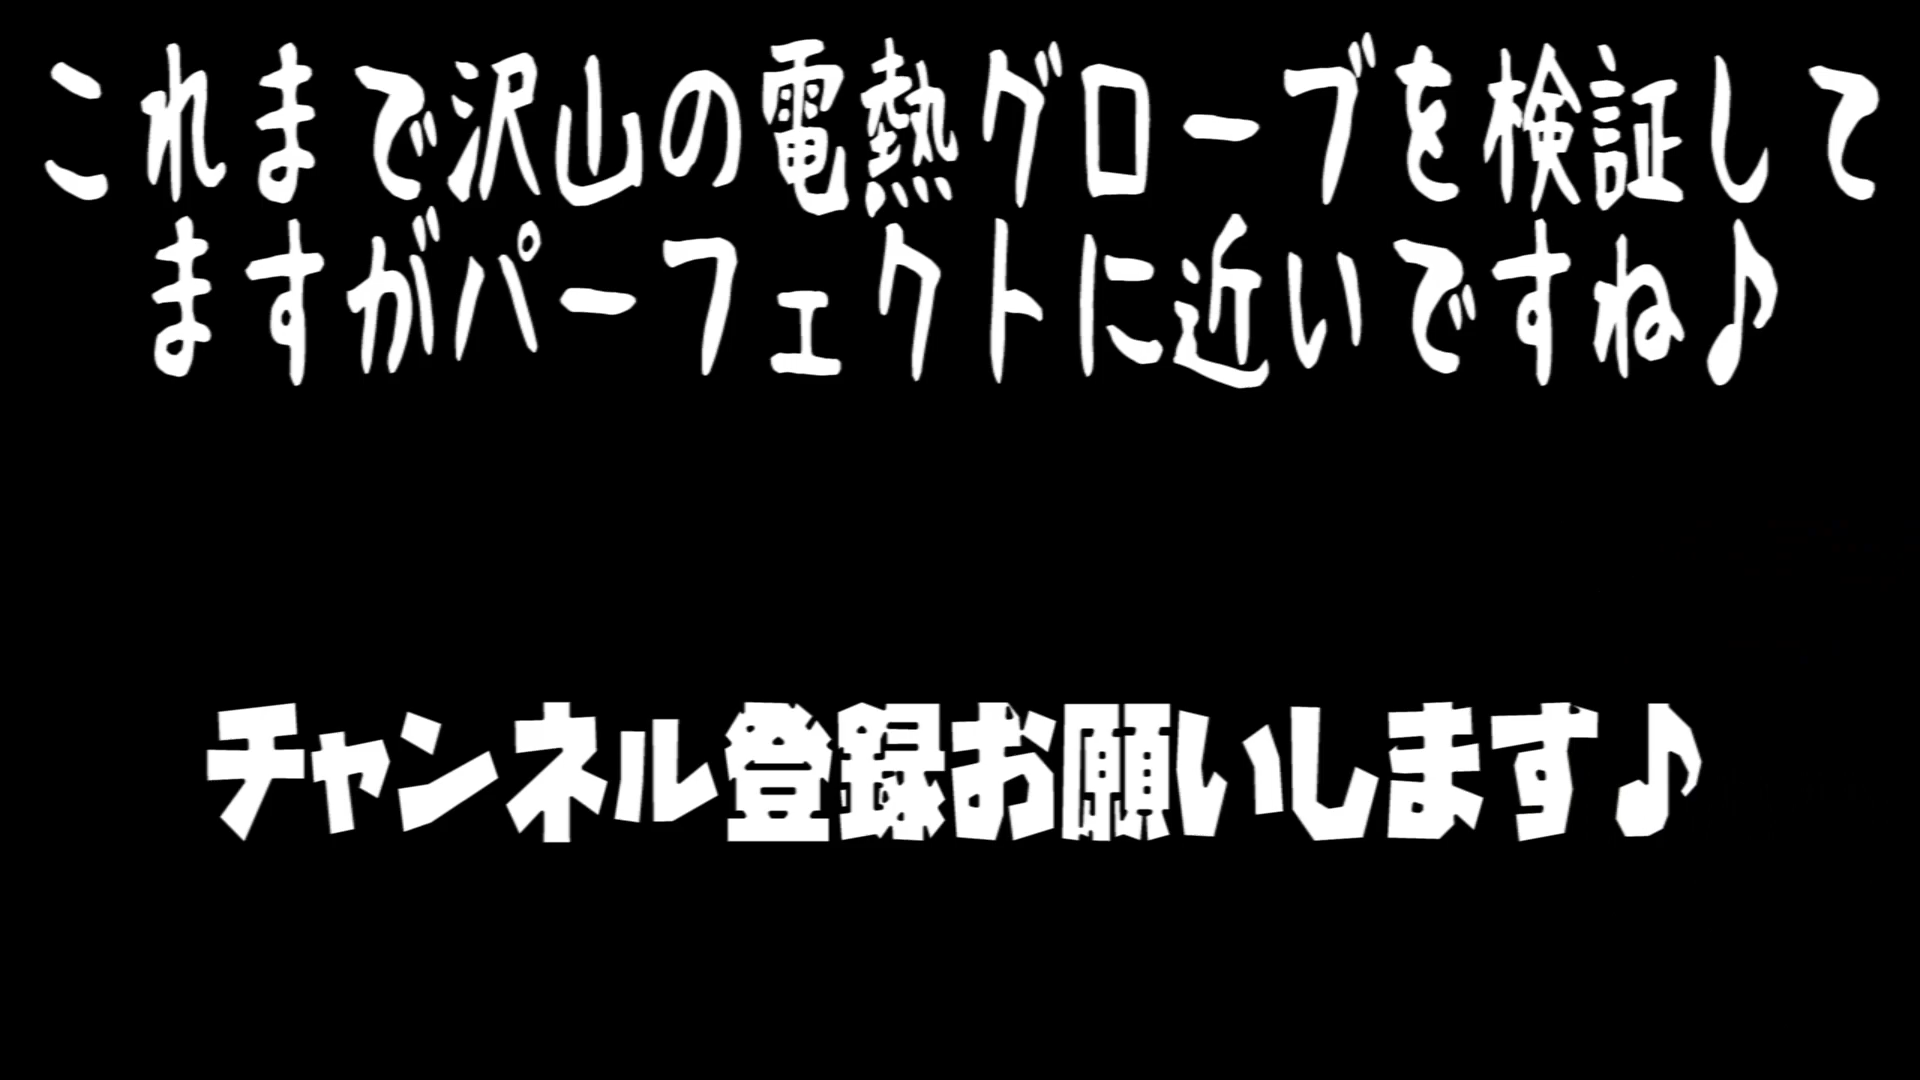 これまで沢山の電熱グローブを検証して
ますがパーフェクトに近いですね♪
チャンネル登録お願いします♪